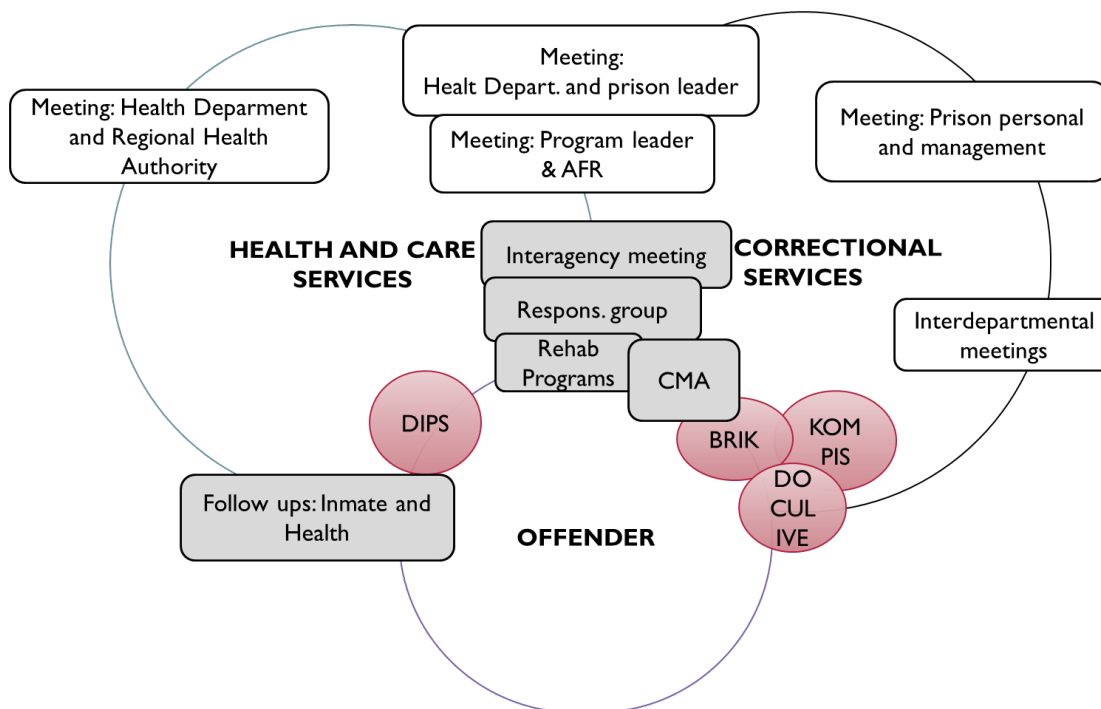 Meeting:
Healt Depart. and prison leader
Meeting: Health Deparment
and Regional Health
Authority
Meeting: Program leader
& AFR
Meeting: Prison personal
and management
HEALTH AND CARE
SERVICES
Interagency meeting
CORRECTIONAL
SERVICES
Respons. group
Interdepartmental
meetings
Rehab
Programs
CMA
DIPS
BRIK
KOM
PIS
DO
CUL
IVE
Follow ups: Inmate and
Health
OFFENDER